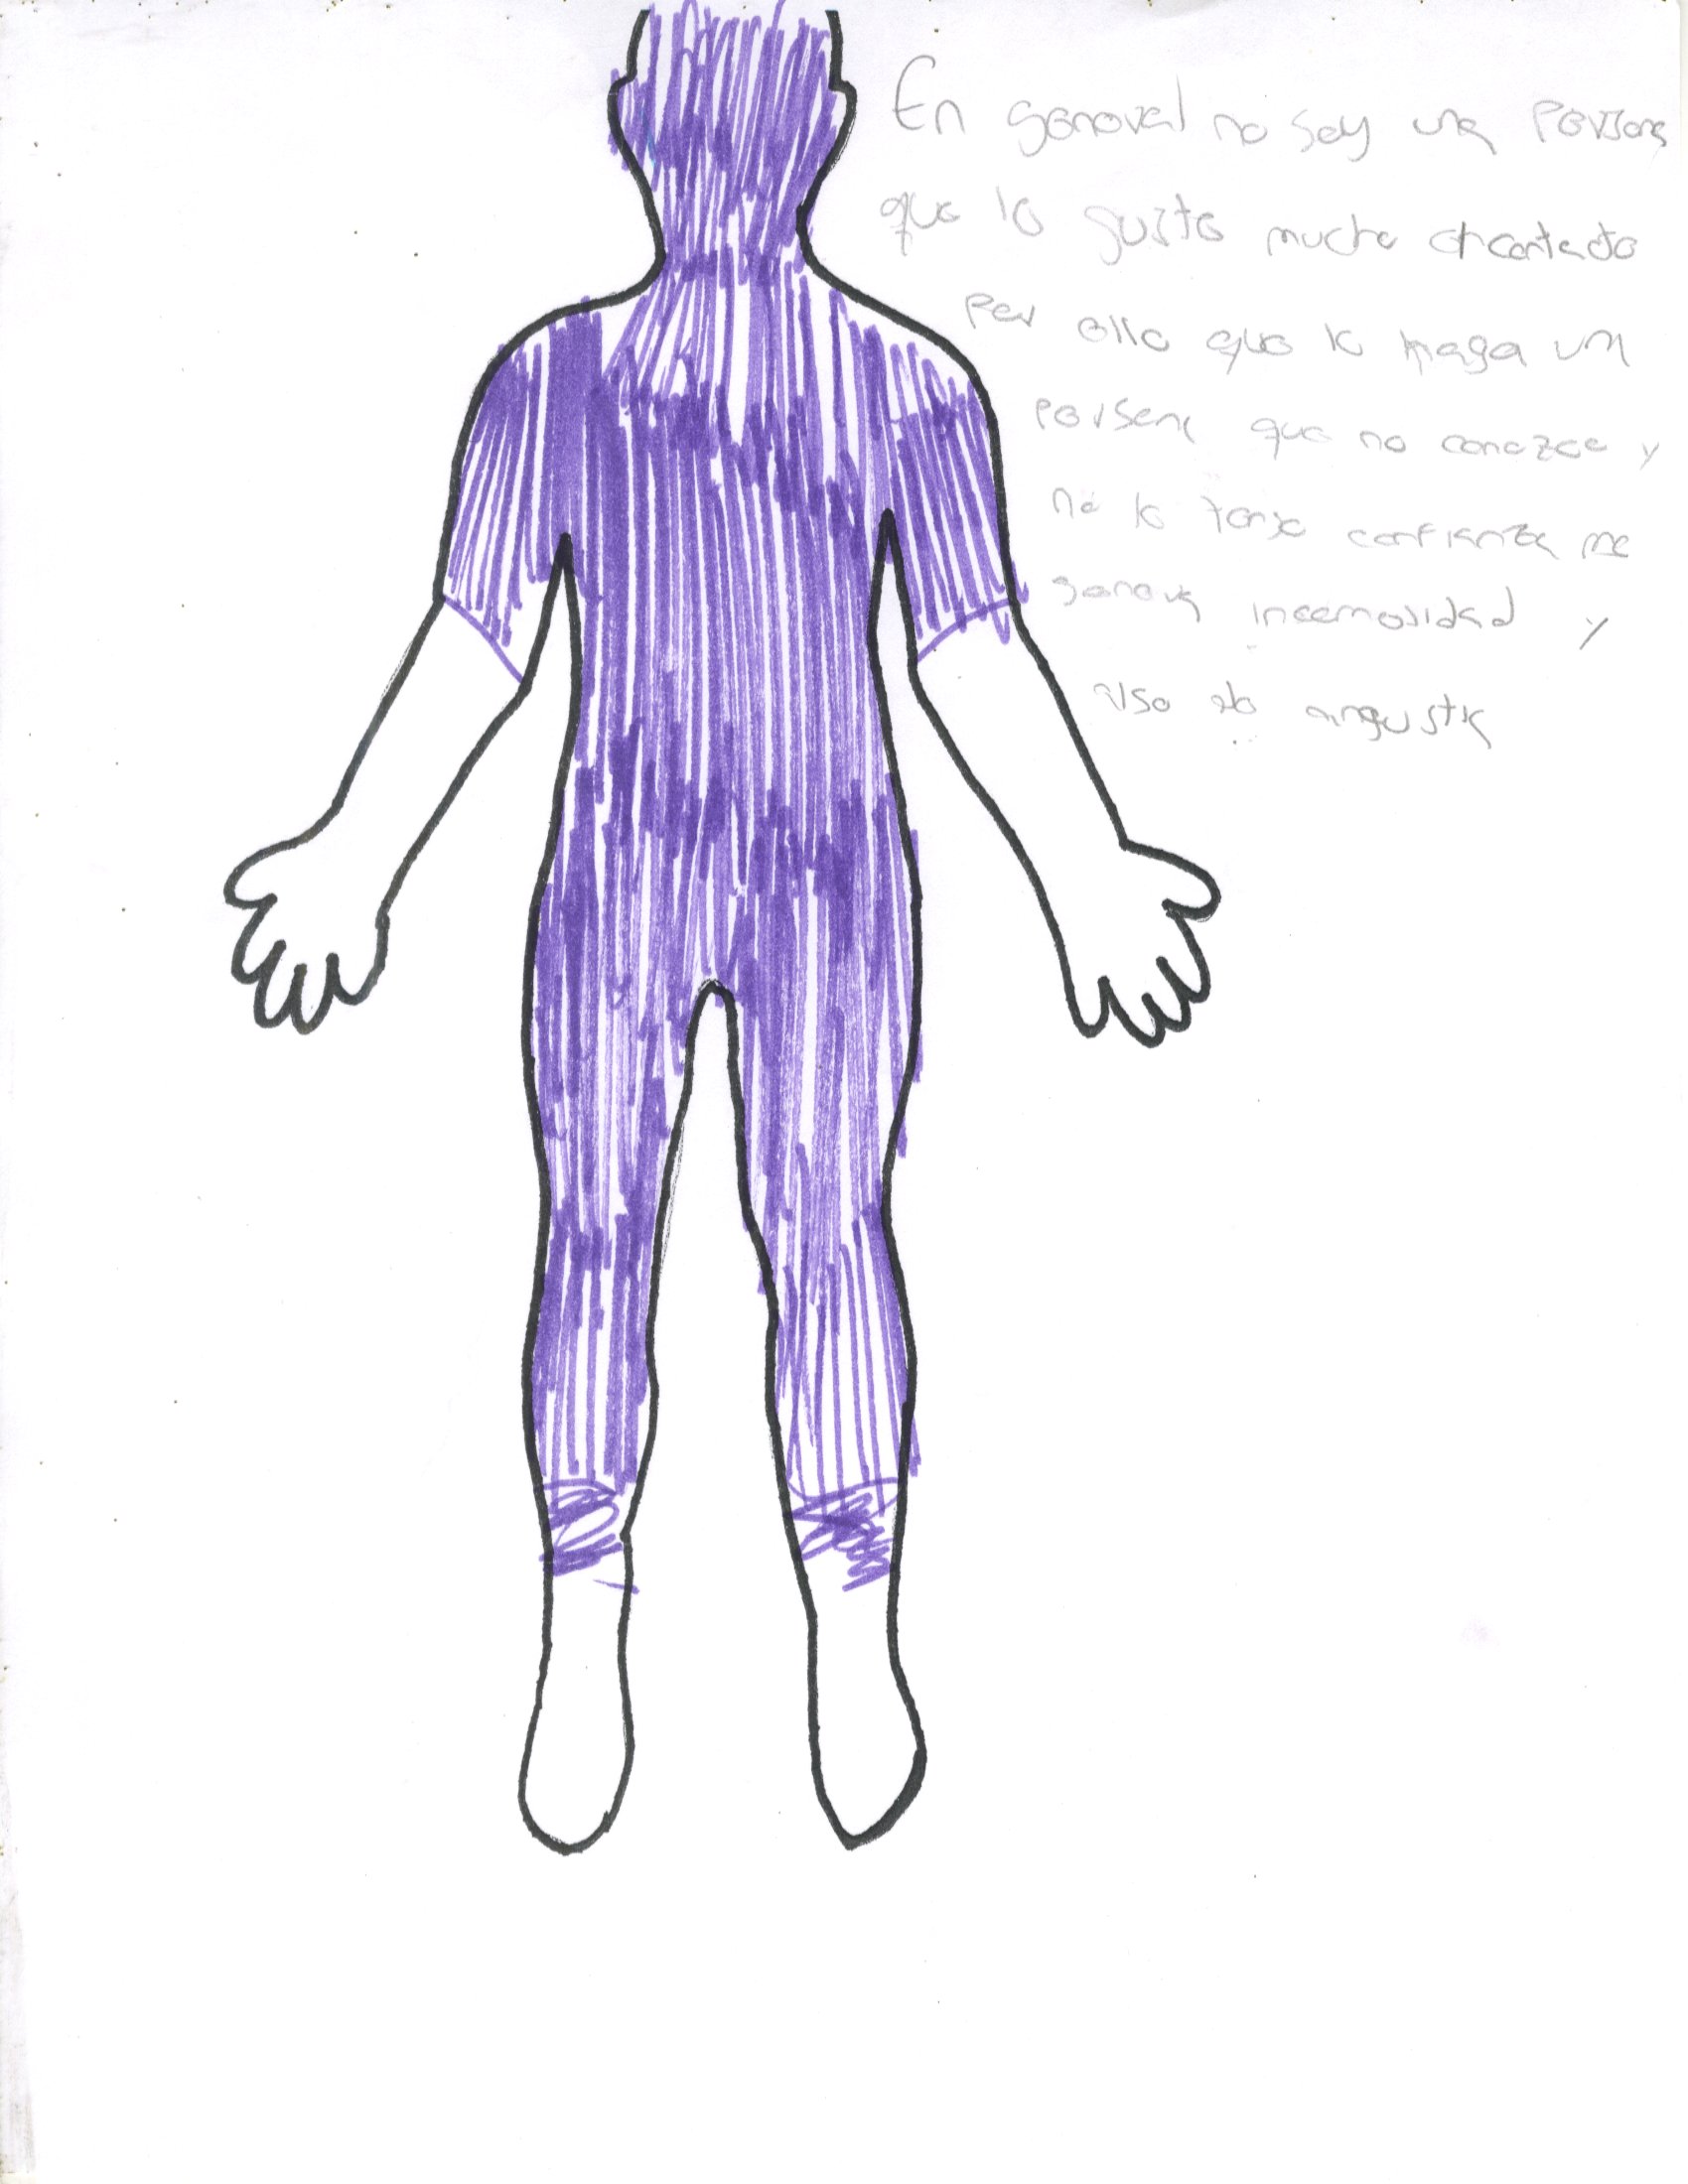 En general no soy una persona
que le guste mucho el contacto
por ello que lo haga un
persona que no conozco y
no le tengo confianza me
genera incomodidad y
algo de angustia